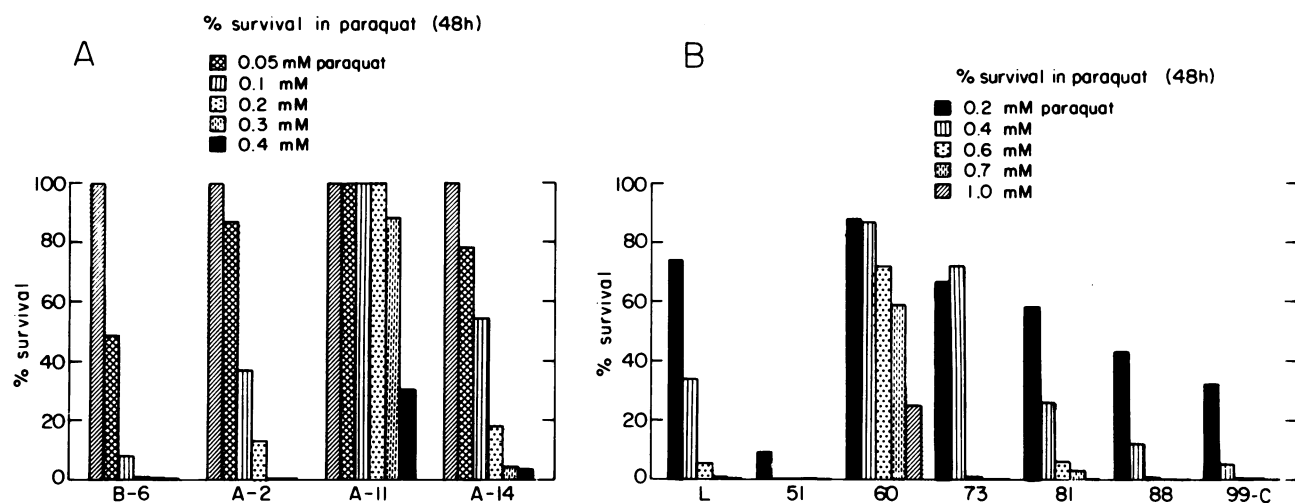 % survival in paraquat (48h)
A
0.05 mM paraquat
0.1 mM
0.2 mM
0.3 mM
0.4 mM
% survival
100
80
60
40
20
0
B-6 A-2 A-11 A-14
B
% survival in paraquat (48h)
0.2 mM paraquat
0.4 mM
0.6 mM
0.7 mM
1.0 mM
% survival
100
80
60
40
20
0
L 51 60 73 81 88 99-C